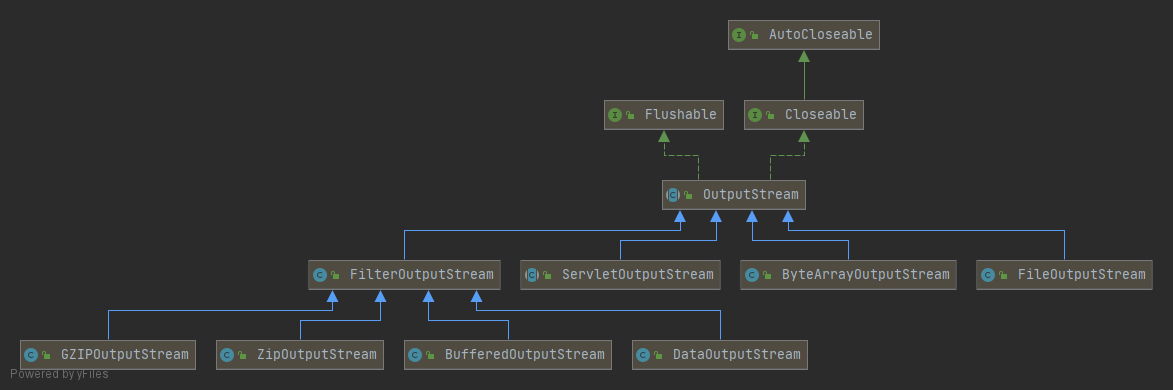 AutoCloseable
Flushable
Closeable
OutputStream
FilterOutputStream
ServletOutputStream
ByteArrayOutputStream
FileOutputStream
GZIPOutputStream
ZipOutputStream
BufferedOutputStream
DataOutputStream
Powered by yFiles